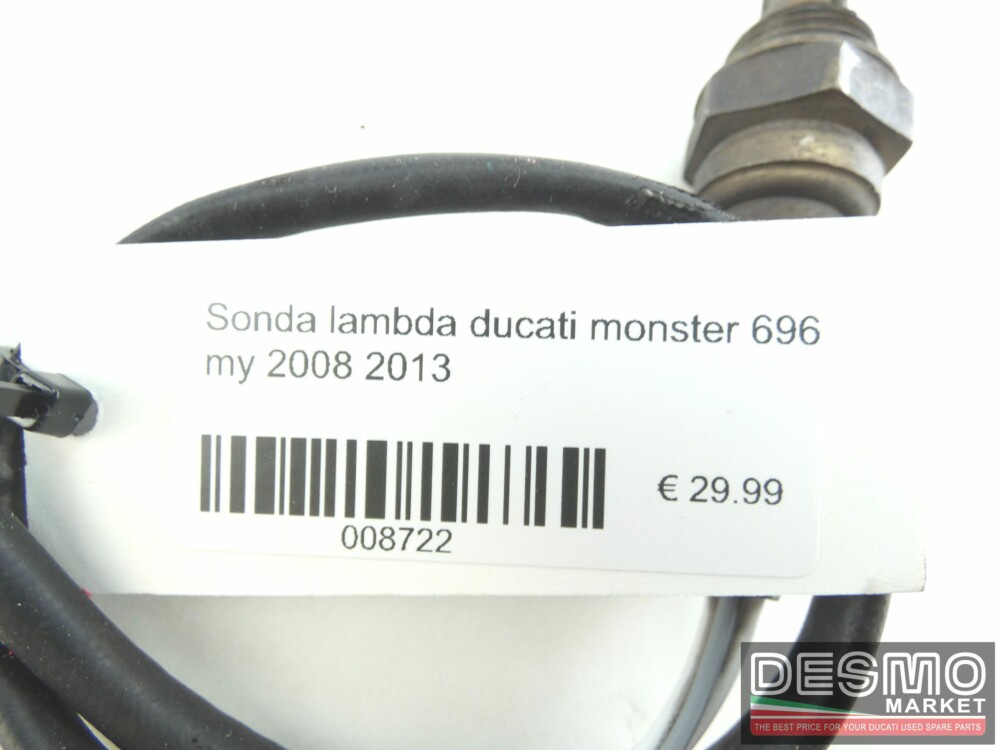 Sonda lambda ducati monster 696
my 2008 2013
€ 29.99
008722
DESMO
MARKET
THE BEST PRICE FOR YOUR DUCATI USED SPARE PARTS